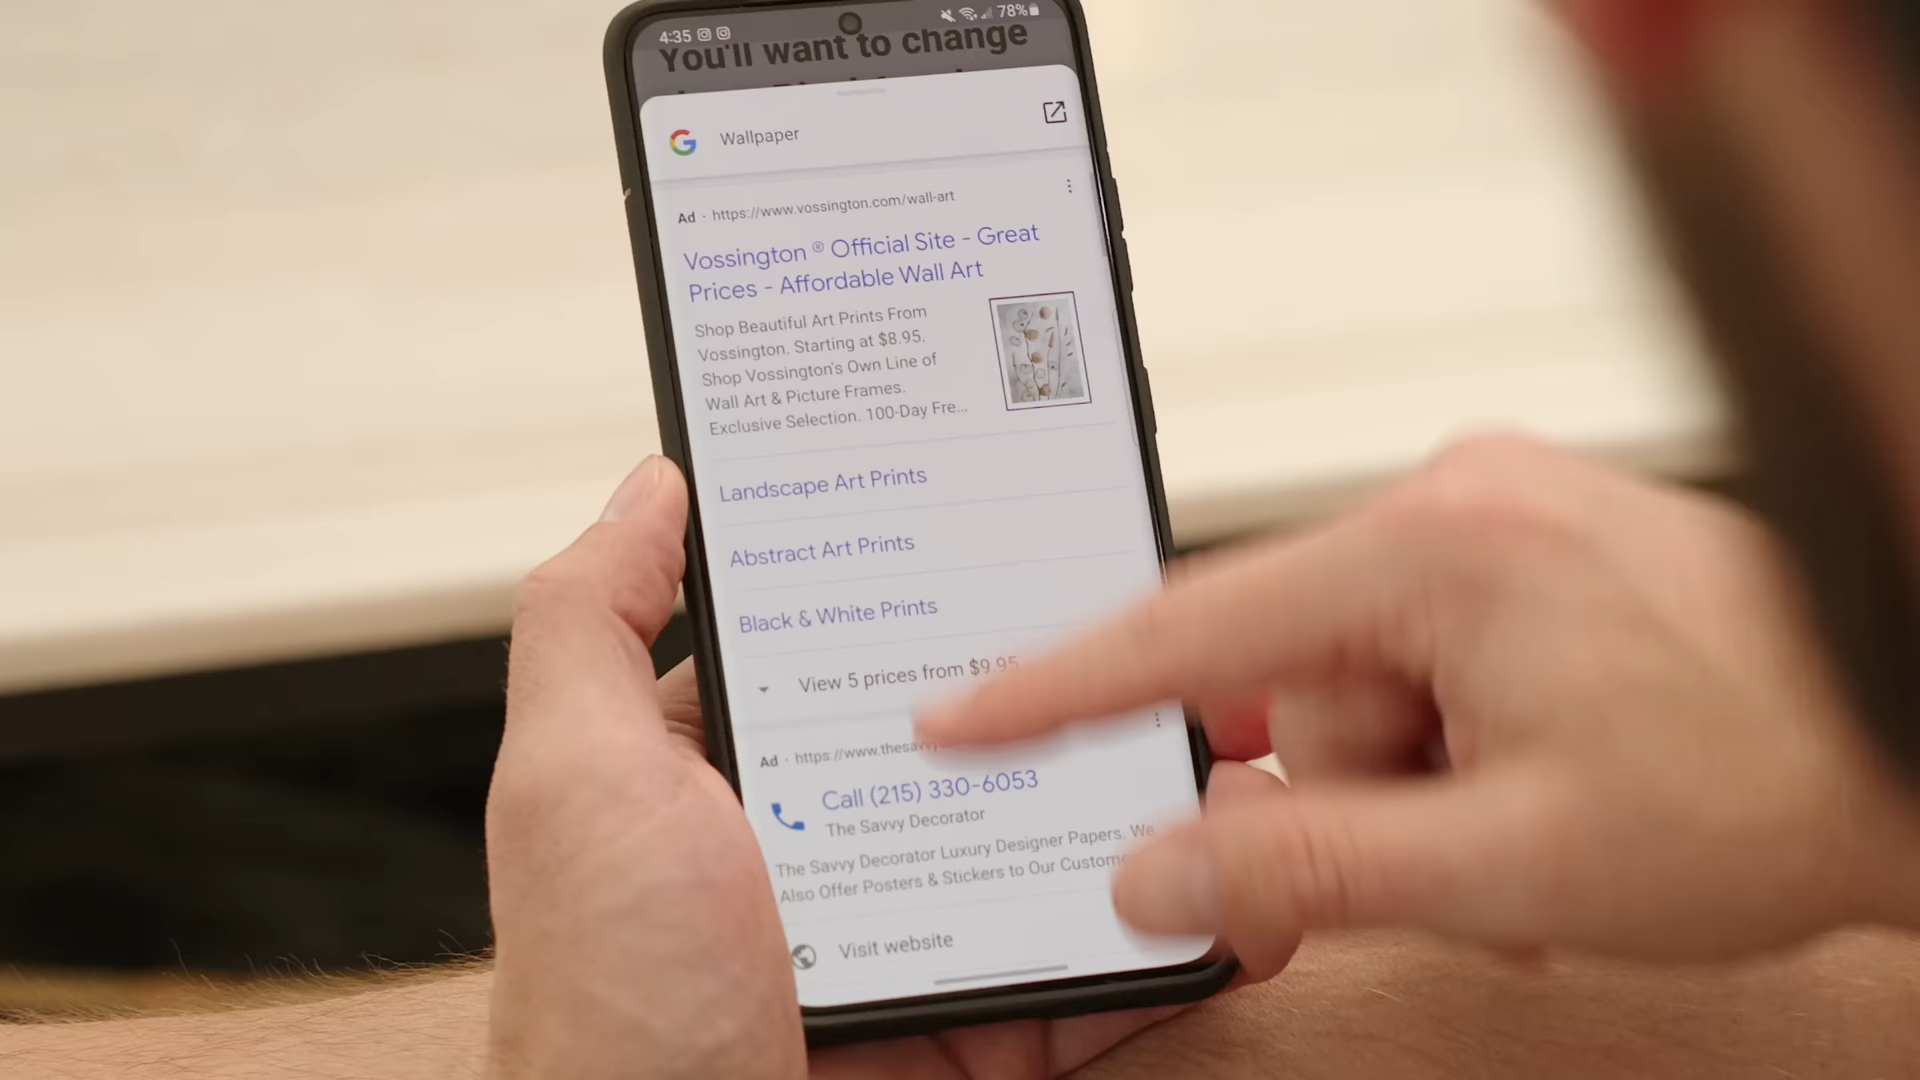 4:35 78%
You'll want to change
Wallpaper
Ad · https://www.vossington.com/wall-art
Vossington ® Official Site - Great
Prices - Affordable Wall Art
Shop Beautiful Art Prints From
Vossington. Starting at $8.95.
Shop Vossington's Own Line of
Wall Art & Picture Frames.
Exclusive Selection. 100-Day Fre...
Landscape Art Prints
Abstract Art Prints
Black & White Prints
View 5 prices from $9.95
Ad · https://www.thesavvy
Call (215) 330-6053
The Savvy Decorator
The Savvy Decorator Luxury Designer Papers. We
Also Offer Posters & Stickers to Our Custom
Visit website